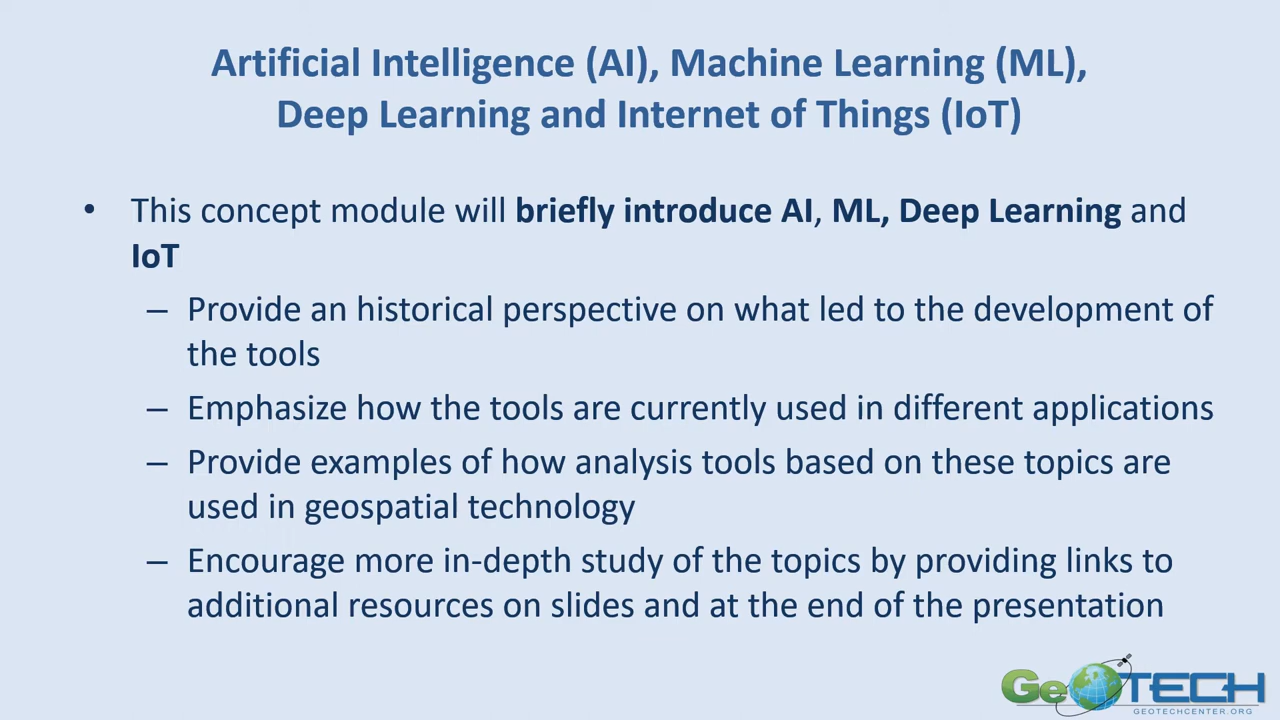 Artificial Intelligence (AI), Machine Learning (ML),
Deep Learning and Internet of Things (IoT)
• This concept module will briefly introduce AI, ML, Deep Learning and
IoT
– Provide an historical perspective on what led to the development of
the tools
– Emphasize how the tools are currently used in different applications
– Provide examples of how analysis tools based on these topics are
used in geospatial technology
– Encourage more in-depth study of the topics by providing links to
additional resources on slides and at the end of the presentation
GeOTECH
GEOTECHCENTER.ORG